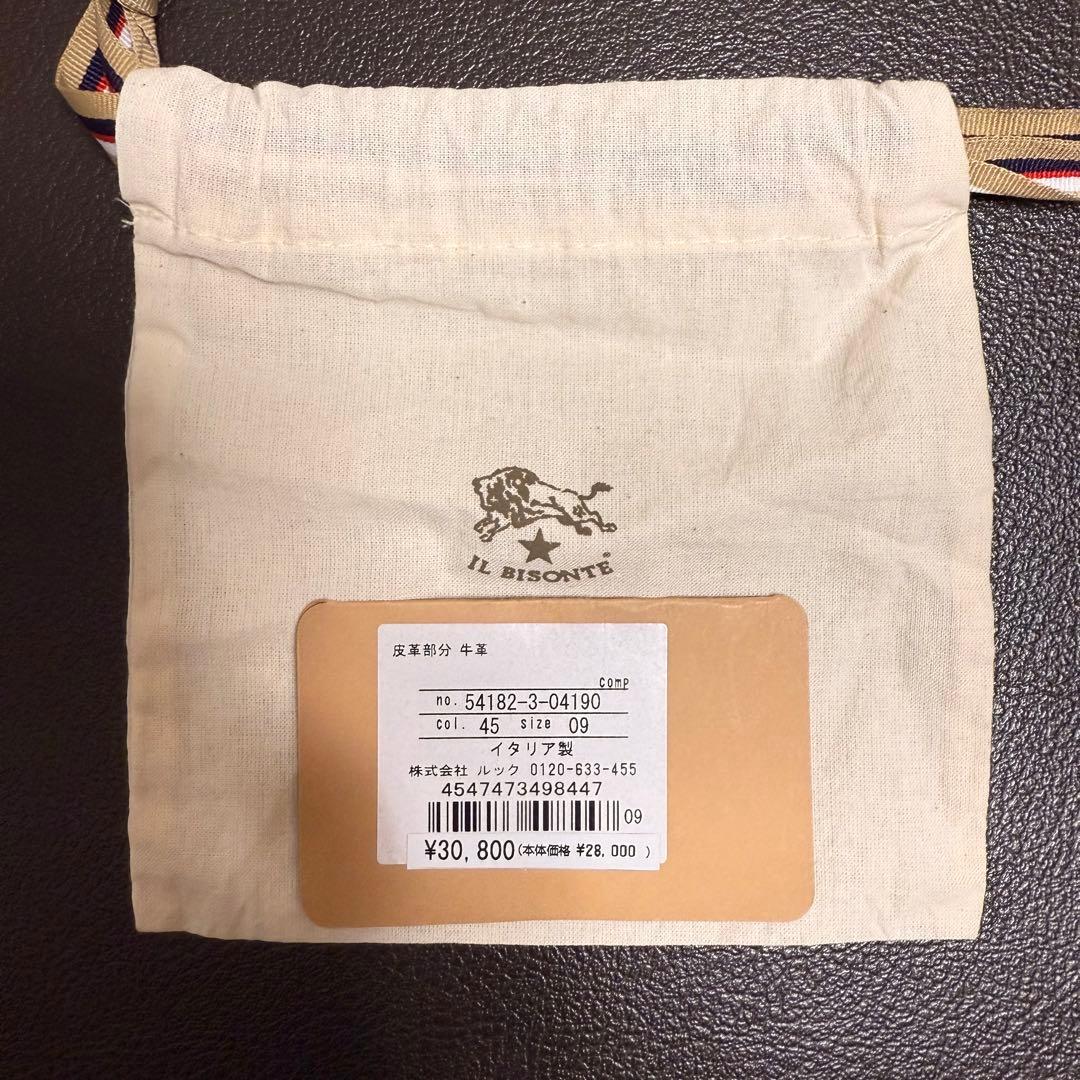 IL BISONTE®
皮革部分 牛革
Comp
no. 54182-3-04190
col. 45 size 09
イタリア製
株式会社 ルック 0120-633-455
4547473498447
09
¥30,800(本体価格 ¥28,000 )